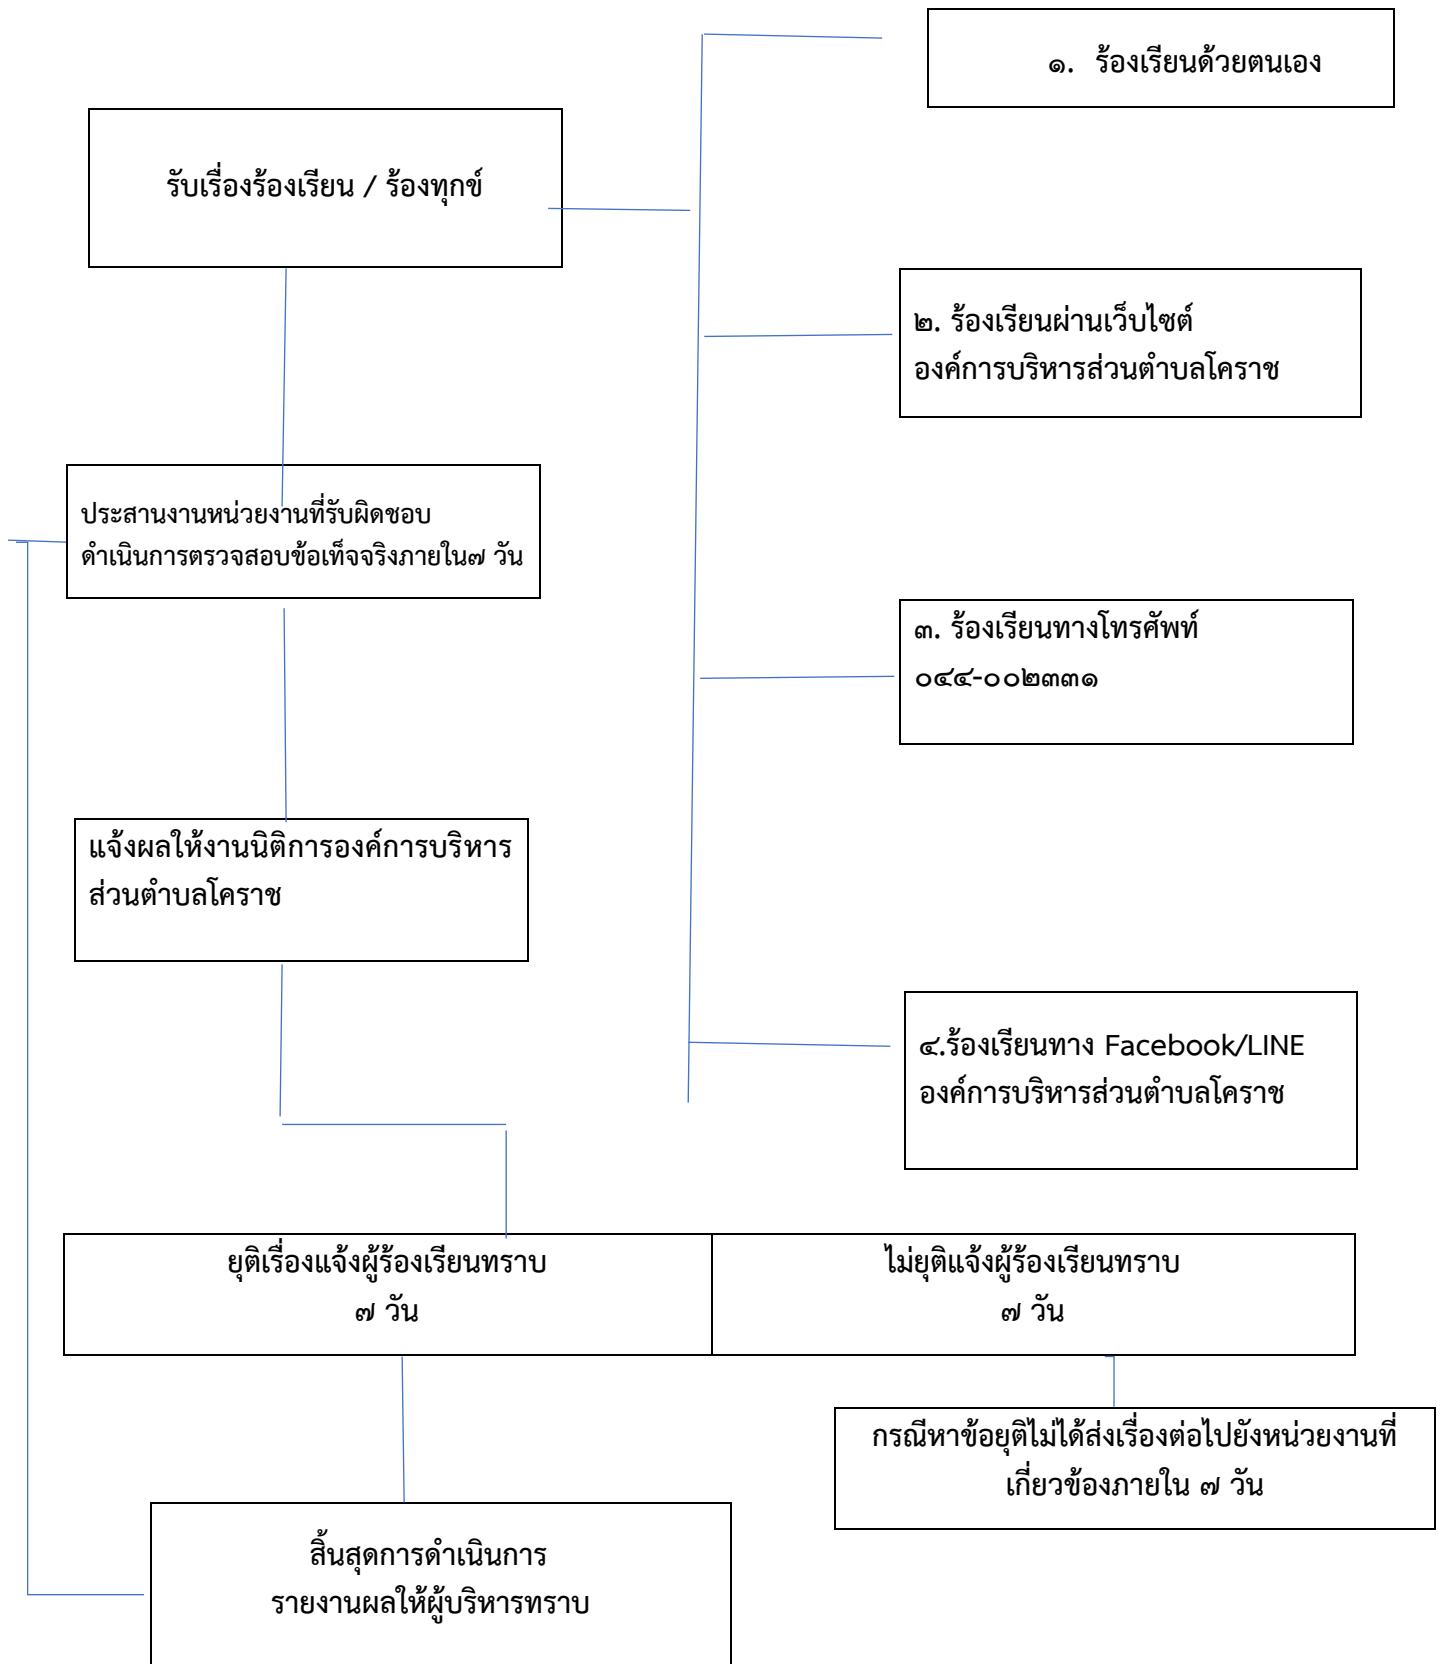 ๑. ร้องเรียนด้วยตนเอง
รับเรื่องร้องเรียน / ร้องทุกข์
๒. ร้องเรียนผ่านเว็บไซต์
องค์การบริหารส่วนตำบลโคราช
ประสานงานหน่วยงานที่รับผิดชอบ
ดำเนินการตรวจสอบข้อเท็จจริงภายใน๗ วัน
๓. ร้องเรียนทางโทรศัพท์
๐๔๔-๐๐๒๓๓๑
แจ้งผลให้งานนิติการองค์การบริหาร
ส่วนตำบลโคราช
๔.ร้องเรียนทาง Facebook/LINE
องค์การบริหารส่วนตำบลโคราช
ยุติเรื่องแจ้งผู้ร้องเรียนทราบ
๗ วัน
ไม่ยุติแจ้งผู้ร้องเรียนทราบ
๗ วัน
กรณีหาข้อยุติไม่ได้ส่งเรื่องต่อไปยังหน่วยงานที่
เกี่ยวข้องภายใน ๗ วัน
สิ้นสุดการดำเนินการ
รายงานผลให้ผู้บริหารทราบ